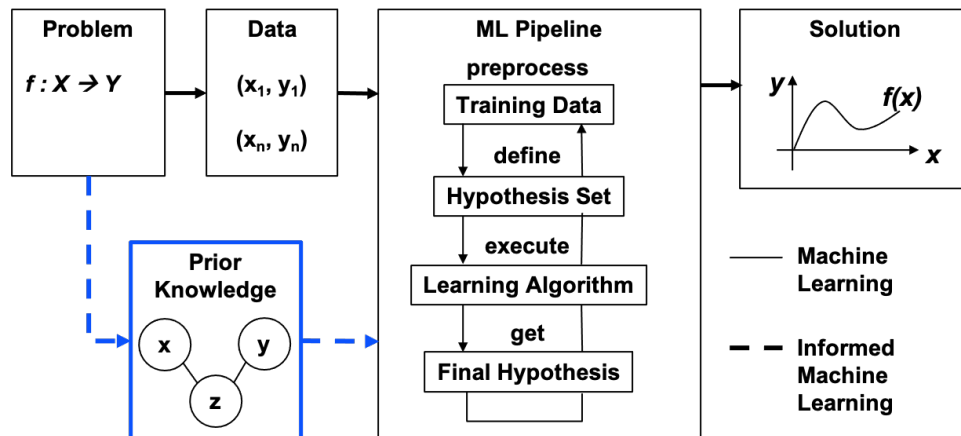 Problem
f : X → Y
Data
(x₁, y₁)
(xₙ, yₙ)
ML Pipeline
preprocess
Training Data
define
Hypothesis Set
execute
Learning Algorithm
get
Final Hypothesis
Solution
y
f(x)
x
Prior
Knowledge
x
y
z
Machine
Learning
Informed
Machine
Learning